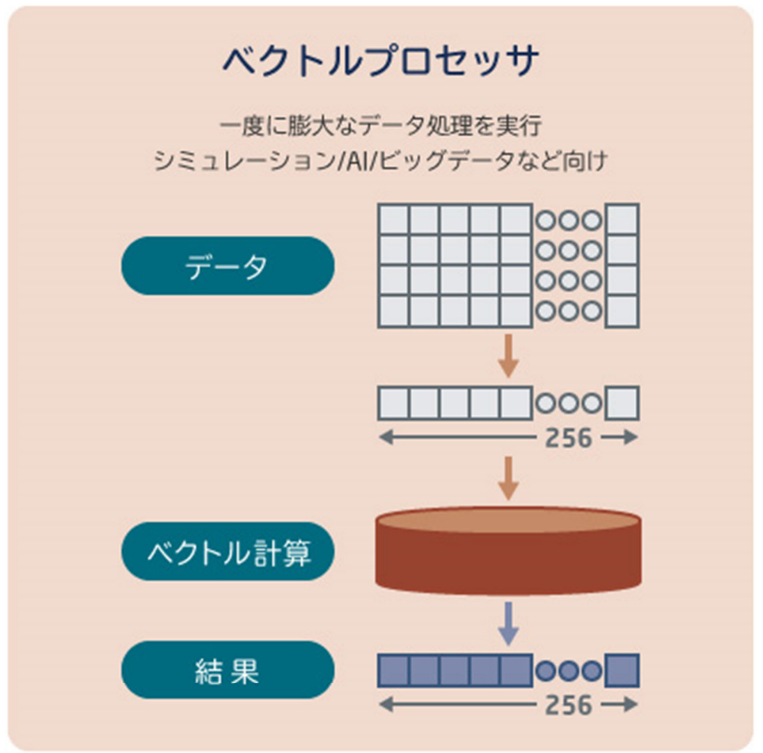 ベクトルプロセッサ
一度に膨大なデータ処理を実行
シミュレーション/AI/ビッグデータなど向け
データ
256
ベクトル計算
結果
256